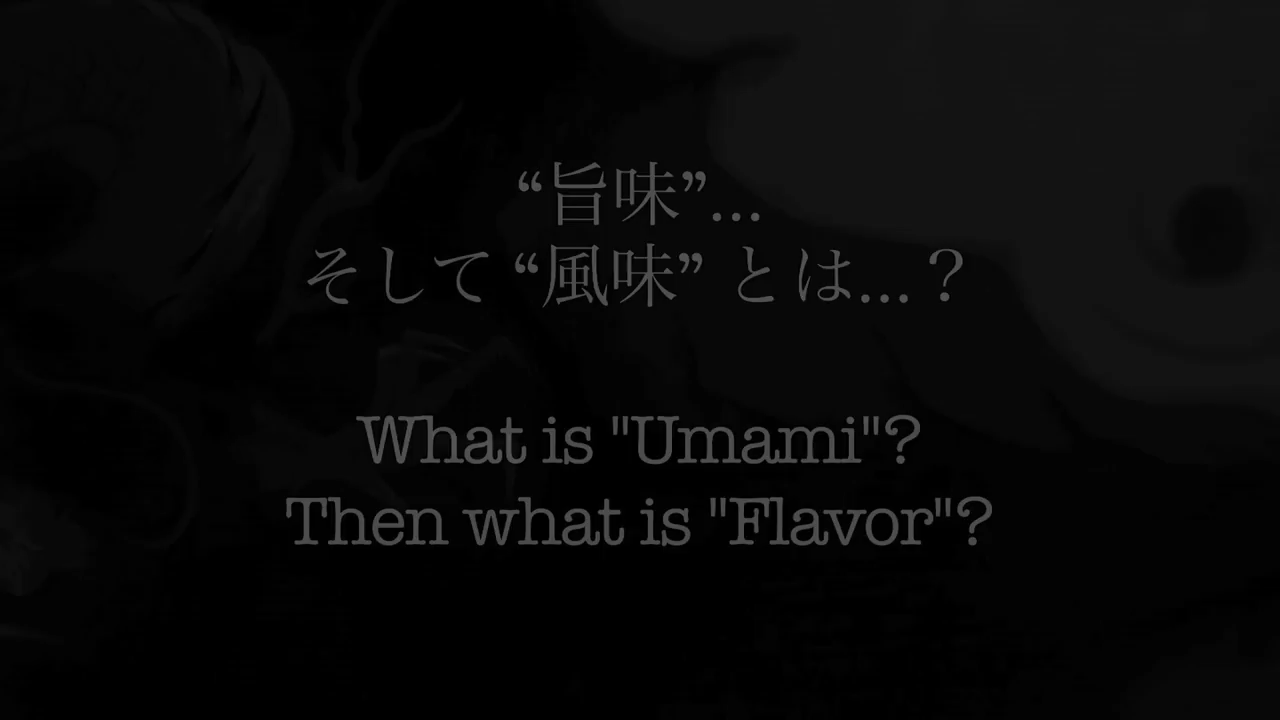 “旨味”...
そして “風味” とは...？
What is "Umami"?
Then what is "Flavor"?